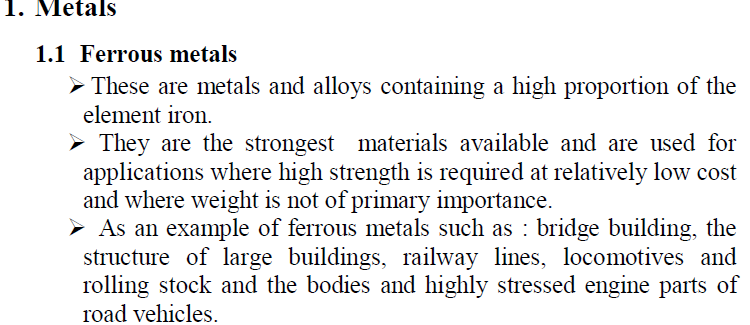 1. Metals
1.1 Ferrous metals
➢ These are metals and alloys containing a high proportion of the
element iron.
➢ They are the strongest materials available and are used for
applications where high strength is required at relatively low cost
and where weight is not of primary importance.
➢ As an example of ferrous metals such as : bridge building, the
structure of large buildings, railway lines, locomotives and
rolling stock and the bodies and highly stressed engine parts of
road vehicles.